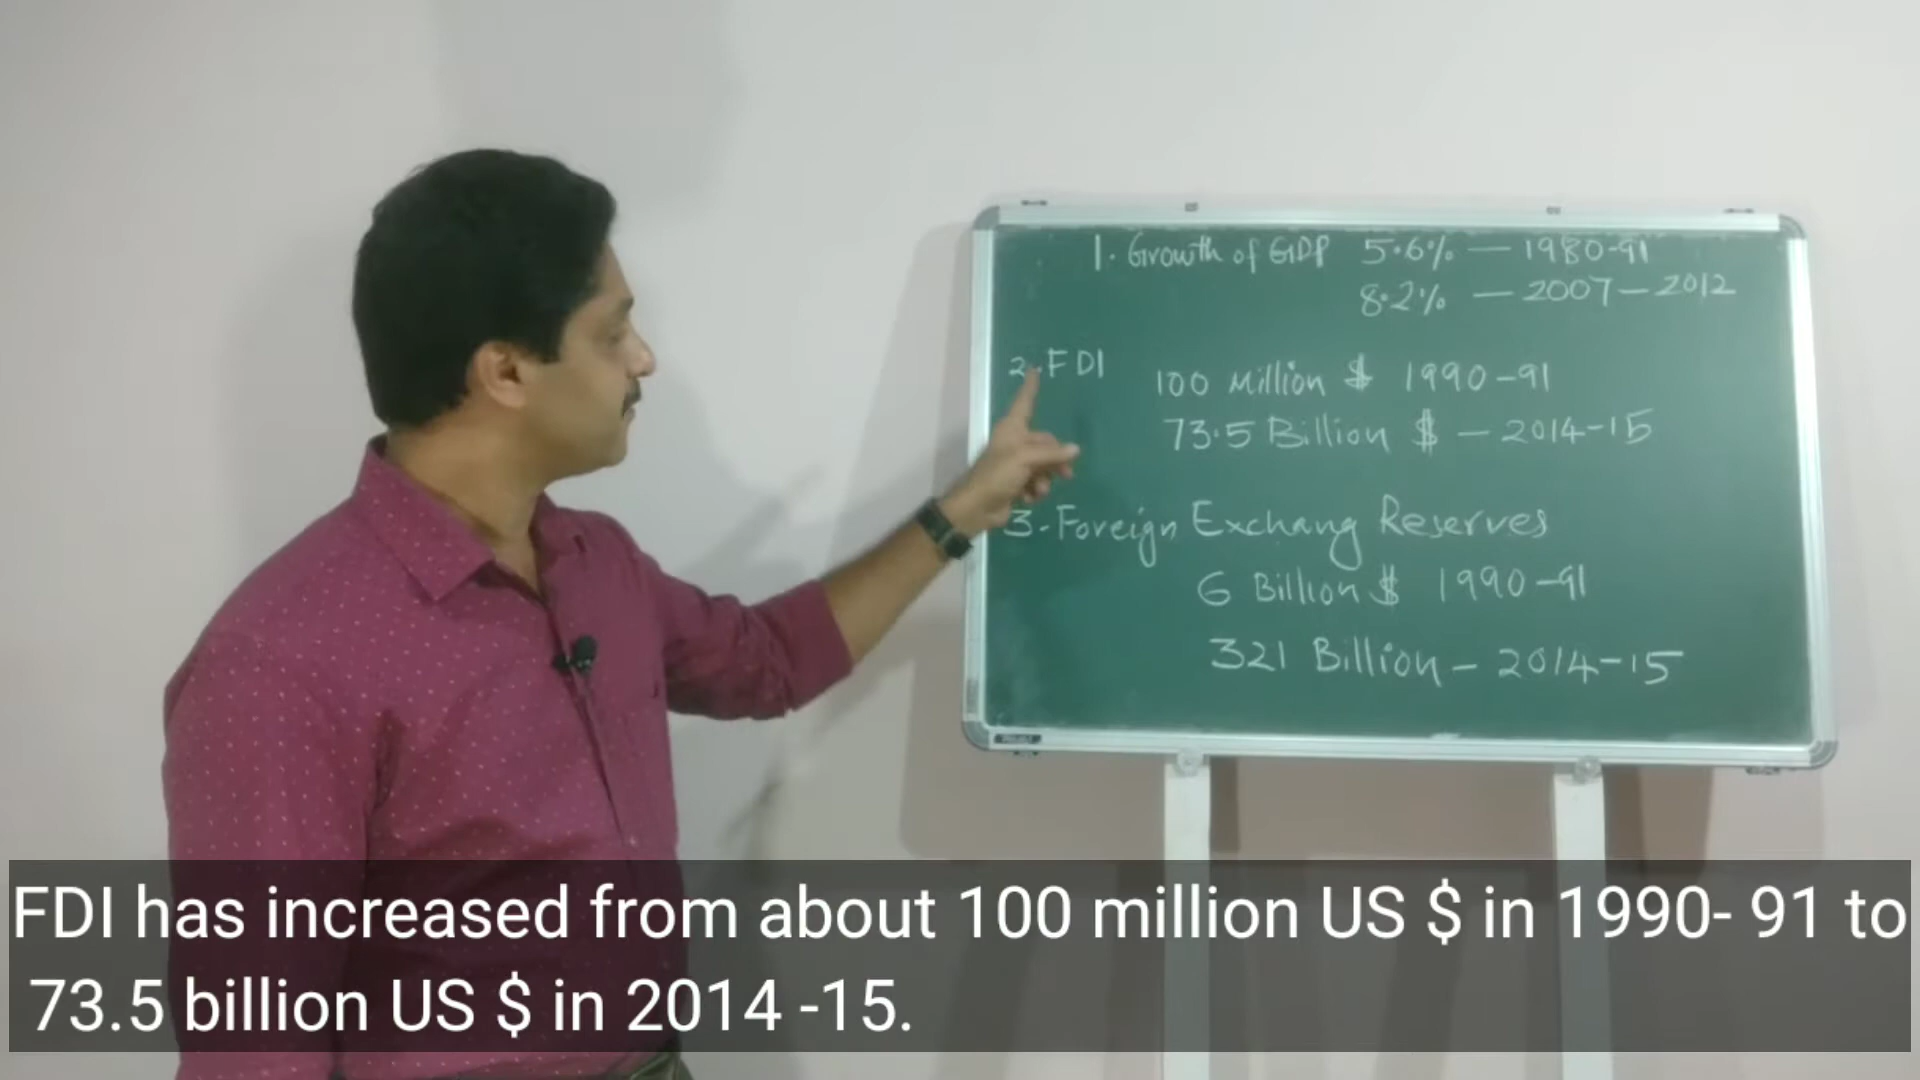 1. Growth of GDP 5.6% — 1980-91
8.2% — 2007 – 2012
2. FDI
100 Million $ 1990-91
73.5 Billion $ — 2014-15
3-Foreign Exchang Reserves
6 Billion $ 1990-91
321 Billion – 2014-15
FDI has increased from about 100 million US $ in 1990- 91 to
73.5 billion US $ in 2014 -15.